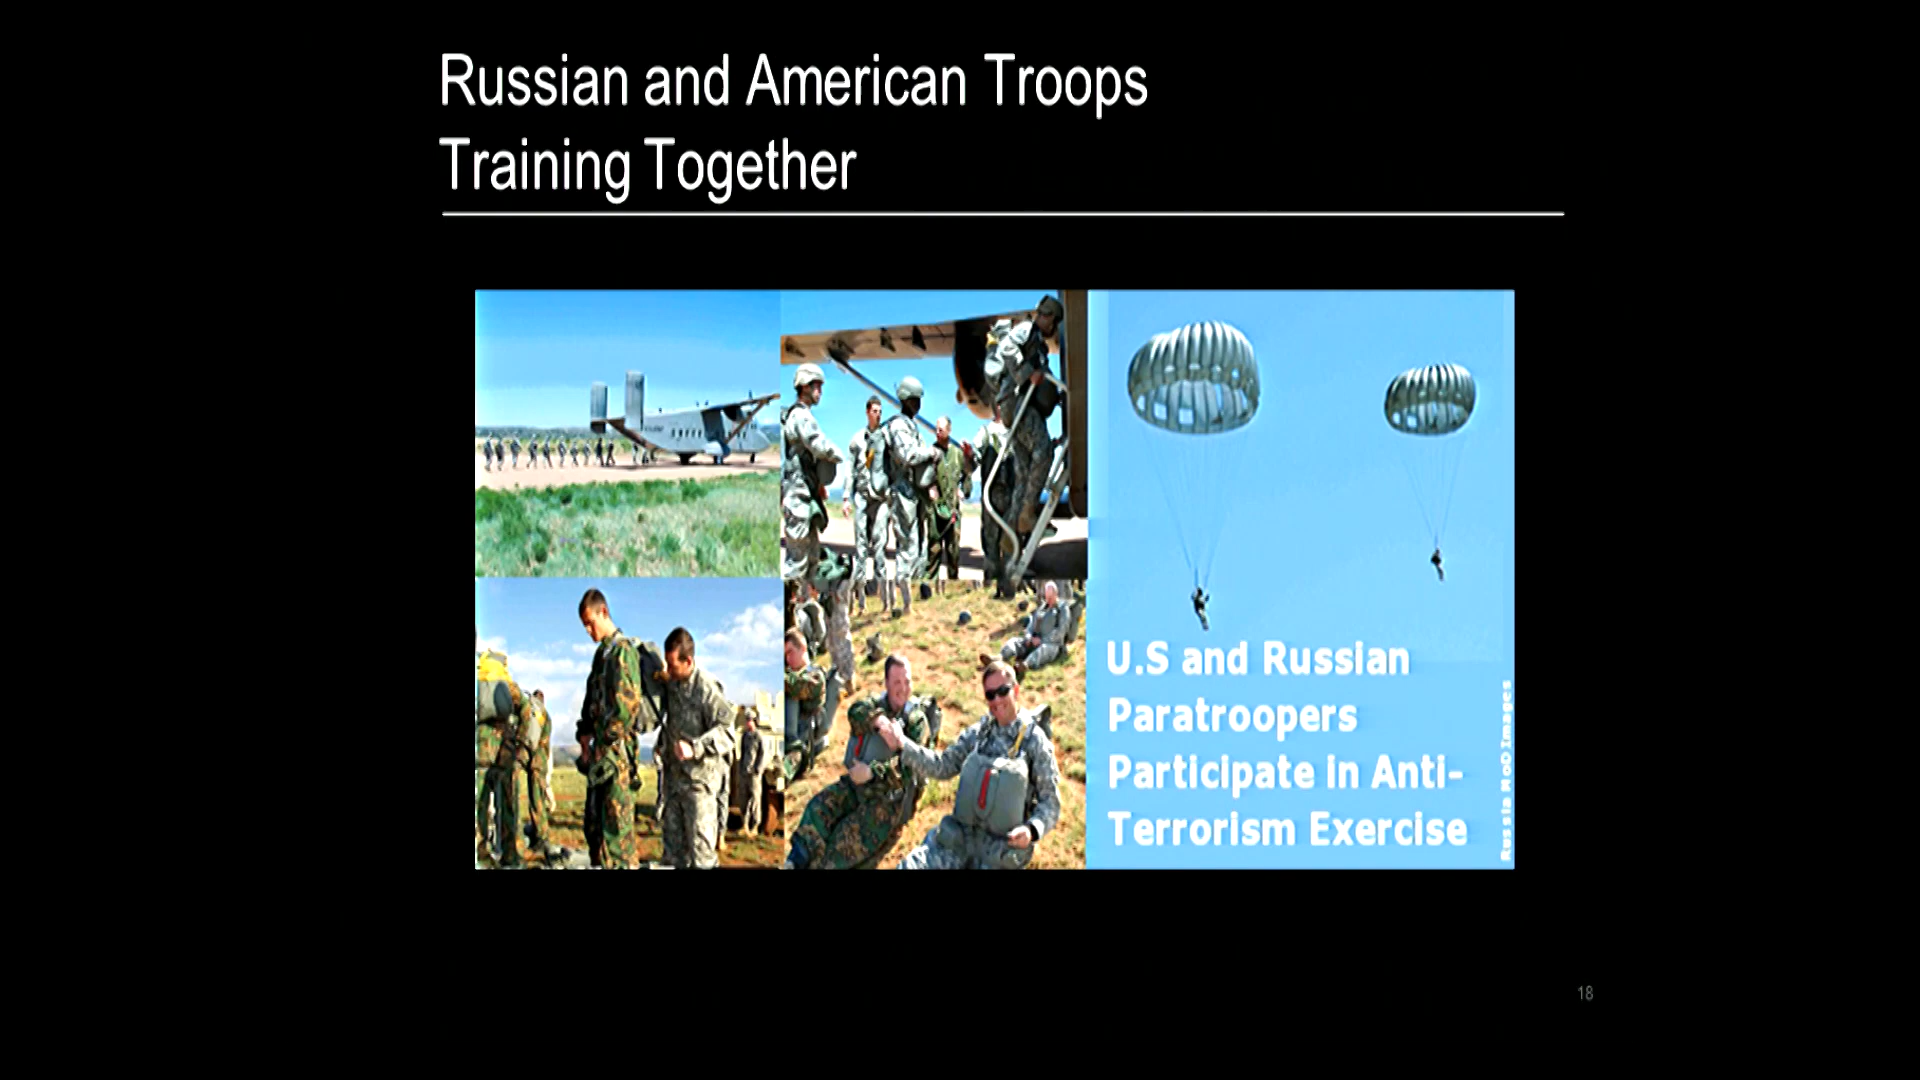 Russian and American Troops
Training Together
U.S and Russian
Paratroopers
Participate in Anti-
Terrorism Exercise
Russia MoD Images
18